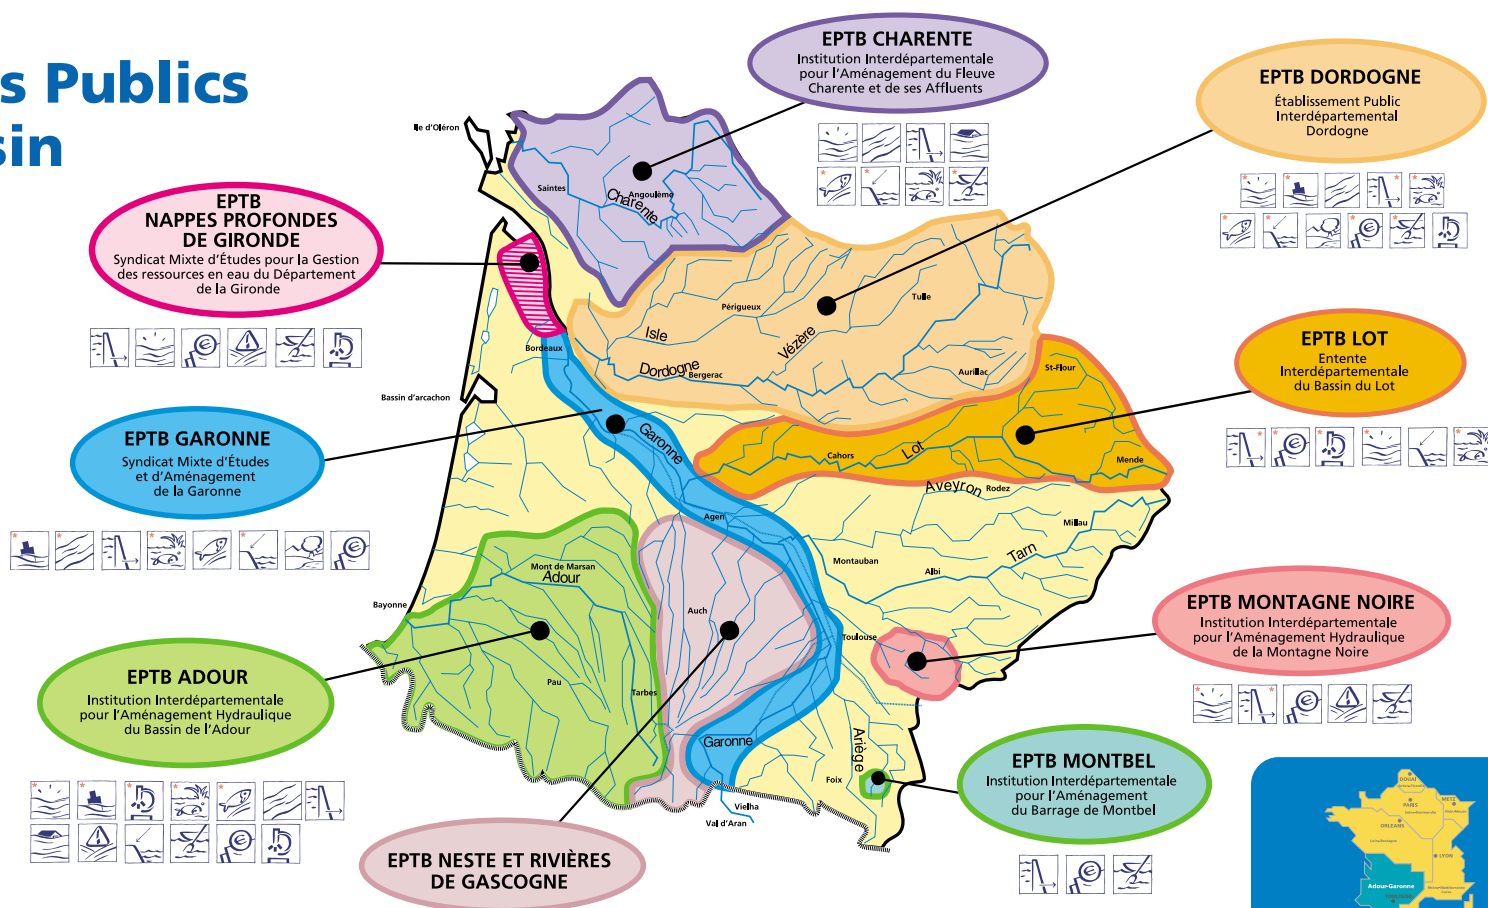 s Publics
sin
EPTB CHARENTE
Institution Interdépartementale
pour l'Aménagement du Fleuve
Charente et de ses Affluents
EPTB DORDOGNE
Établissement Public
Interdépartemental
Dordogne
EPTB
NAPPES PROFONDES
DE GIRONDE
Syndicat Mixte d'Études pour la Gestion
des ressources en eau du Département
de la Gironde
EPTB LOT
Entente
Interdépartementale
du Bassin du Lot
EPTB GARONNE
Syndicat Mixte d'Études
et d'Aménagement
de la Garonne
EPTB MONTAGNE NOIRE
Institution Interdépartementale
pour l'Aménagement Hydraulique
de la Montagne Noire
EPTB ADOUR
Institution Interdépartementale
pour l'Aménagement Hydraulique
du Bassin de l'Adour
EPTB MONTBEL
Institution Interdépartementale
pour l'Aménagement
du Barrage de Montbel
EPTB NESTE ET RIVIÈRES
DE GASCOGNE
Ile d'Oléron
Saintes
Angoulême
Charente
Périgueux
Tulle
Isle
Vézère
Bordeaux
Dordogne
Bergerac
Aurillac
St-Flour
Bassin d'arcachon
Garonne
Cahors
Lot
Mende
Aveyron
Rodez
Agen
Millau
Tarn
Montauban
Albi
Mont de Marsan
Adour
Bayonne
Auch
Toulouse
Pau
Tarbes
Garonne
Ariège
Foix
Vielha
Val d'Aran
DOUAI
PARIS
METZ
ORLEANS
LYON
Adour-Garonne
TOULOUSE